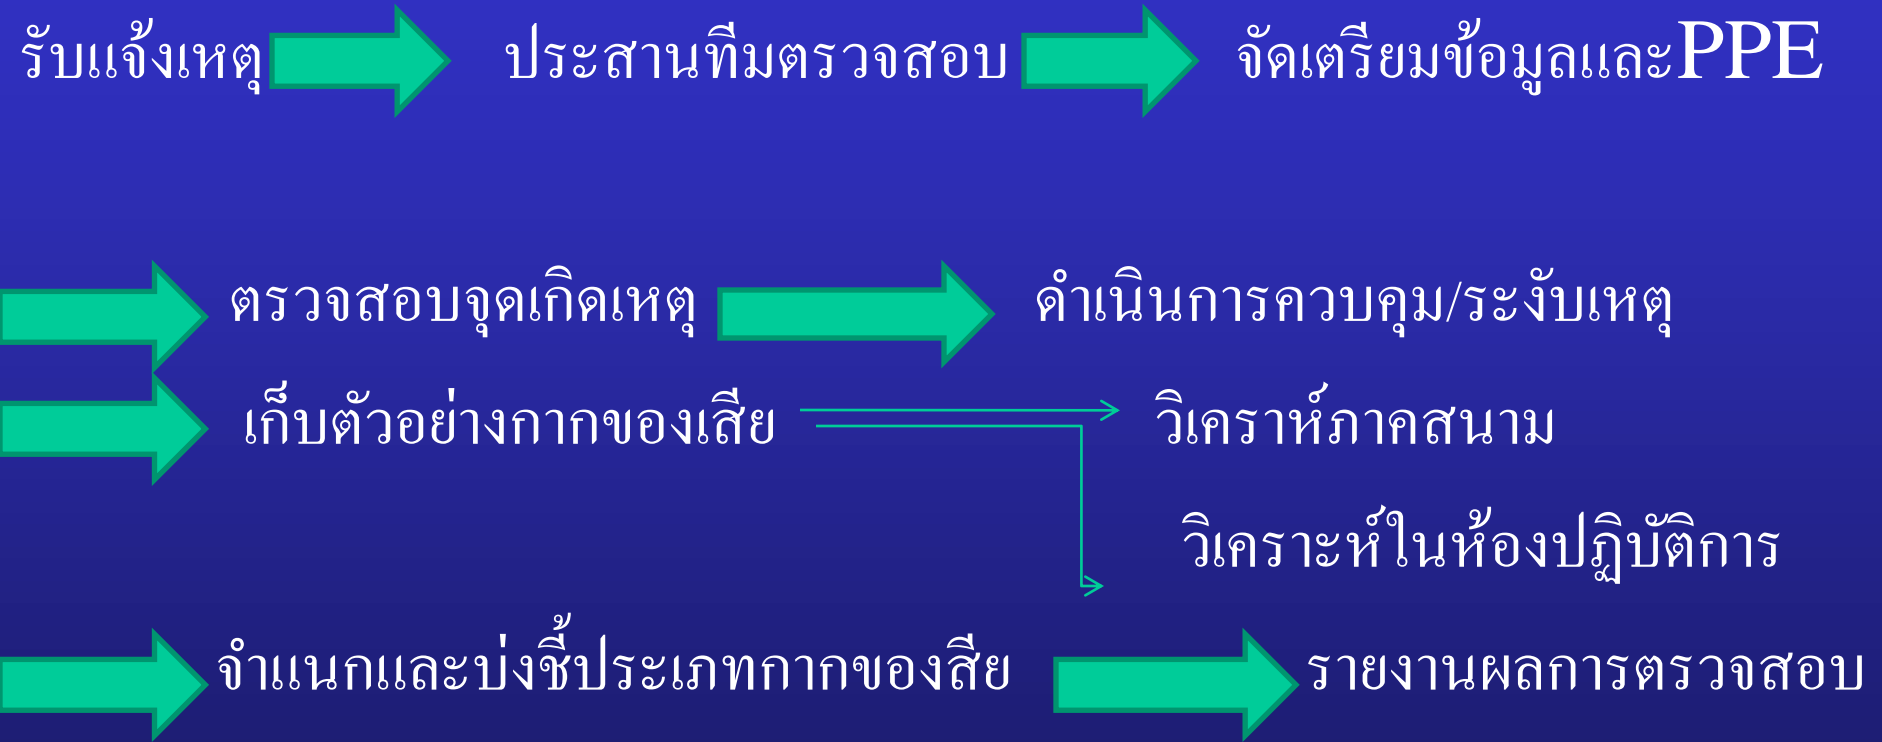 รับแจ้งเหตุ ประสานทีมตรวจสอบ จัดเตรียมข้อมูลและPPE
ตรวจสอบจุดเกิดเหตุ ดำเนินการควบคุม/ระงับเหตุ
เก็บตัวอย่างกากของเสีย วิเคราห์ภาคสนาม
วิเคราะห์ในห้องปฏิบัติการ
จำแนกและบ่งชี้ประเภทกากของสีย รายงานผลการตรวจสอบ